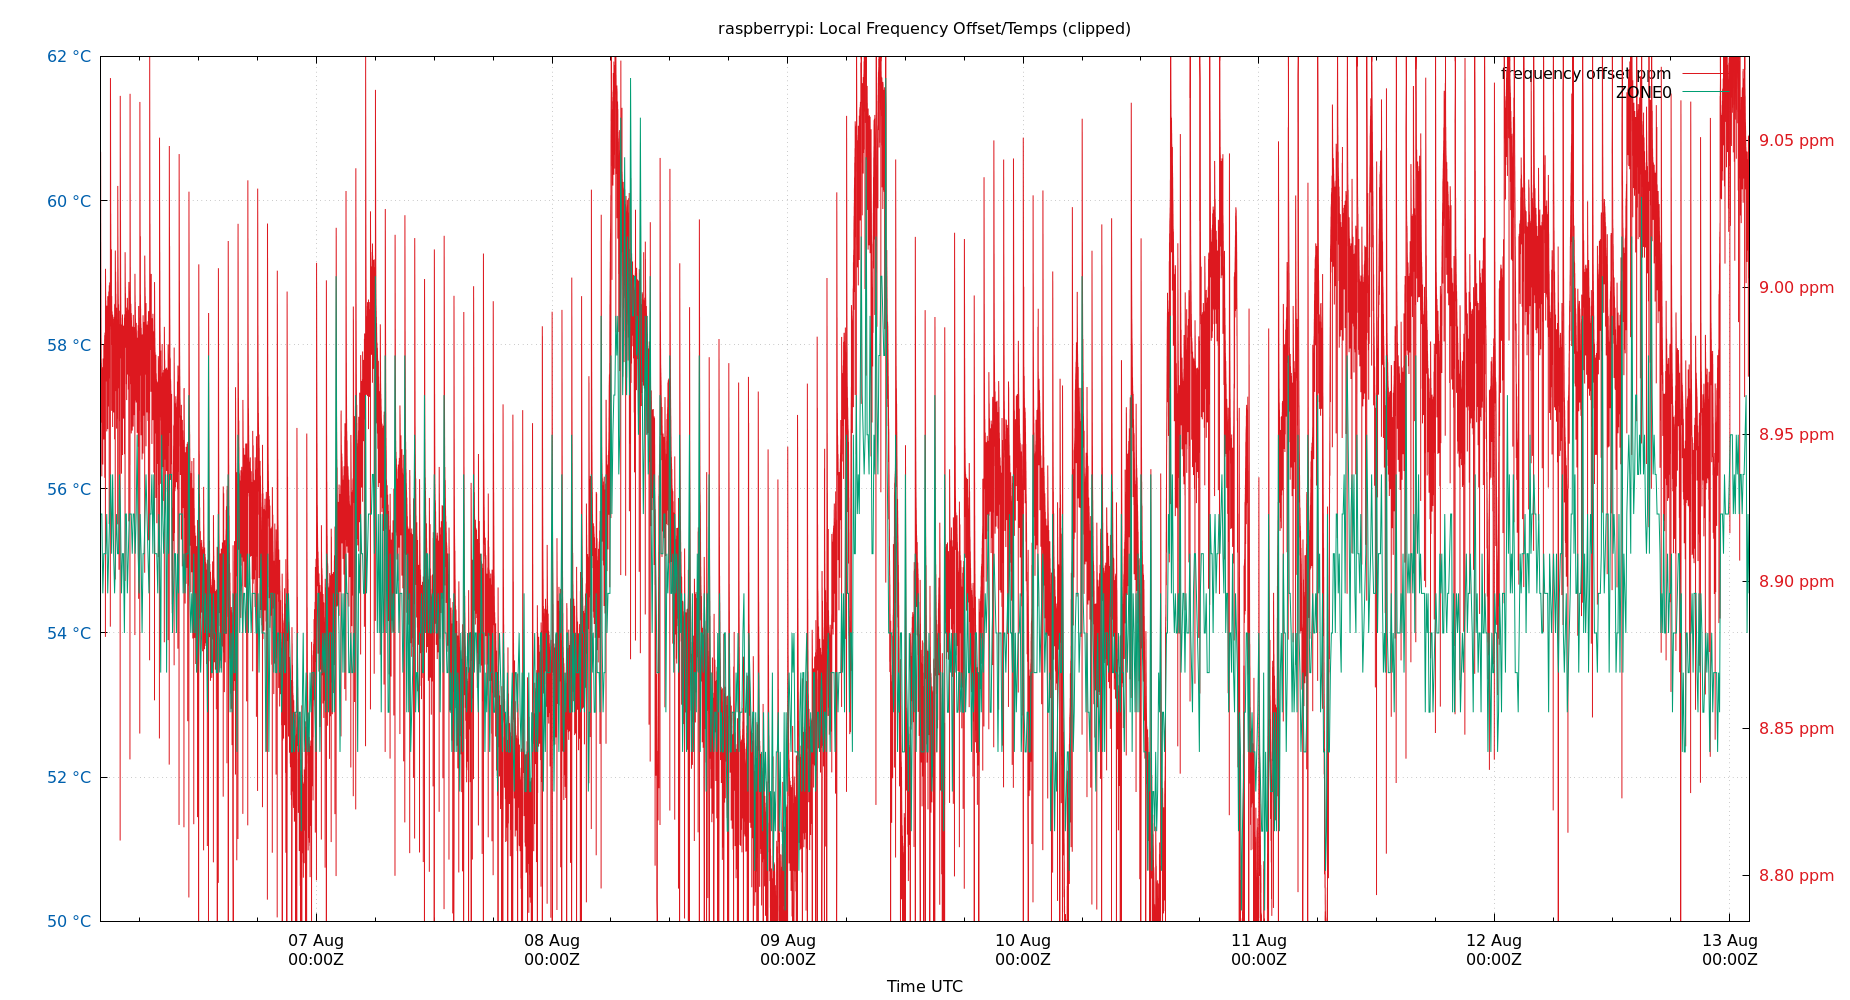 raspberrypi: Local Frequency Offset/Temps (clipped)
62 °C
60 °C
58 °C
56 °C
54 °C
52 °C
50 °C
frequency offset ppm
ZONE0
9.05 ppm
9.00 ppm
8.95 ppm
8.90 ppm
8.85 ppm
8.80 ppm
07 Aug
00:00Z
08 Aug
00:00Z
09 Aug
00:00Z
10 Aug
00:00Z
11 Aug
00:00Z
12 Aug
00:00Z
13 Aug
00:00Z
Time UTC